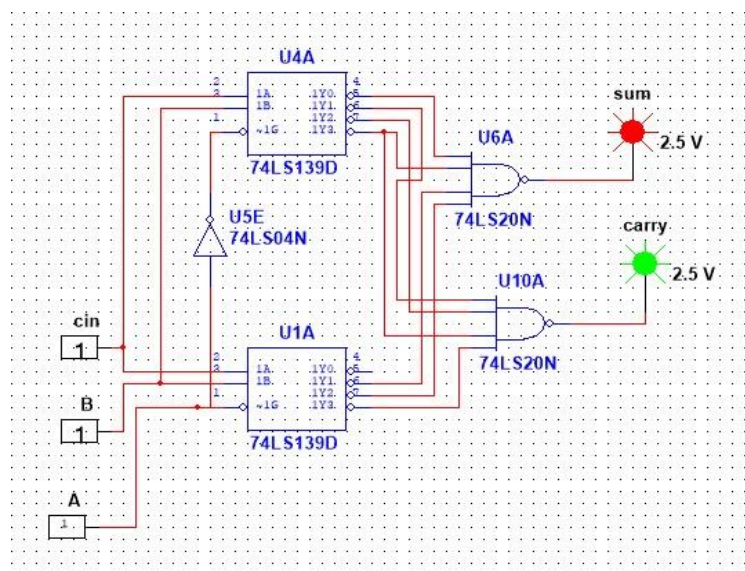 U4A
2
3
1
1A
1B
~1G
1Y0
1Y1
1Y2
1Y3
4
5
6
7
74LS139D
sum
2.5 V
U6A
74LS20N
U5E
74LS04N
carry
2.5 V
U10A
74LS20N
cin
1
U1A
2
3
1
1A
1B
~1G
1Y0
1Y1
1Y2
1Y3
4
5
6
7
74LS139D
B
1
A
1